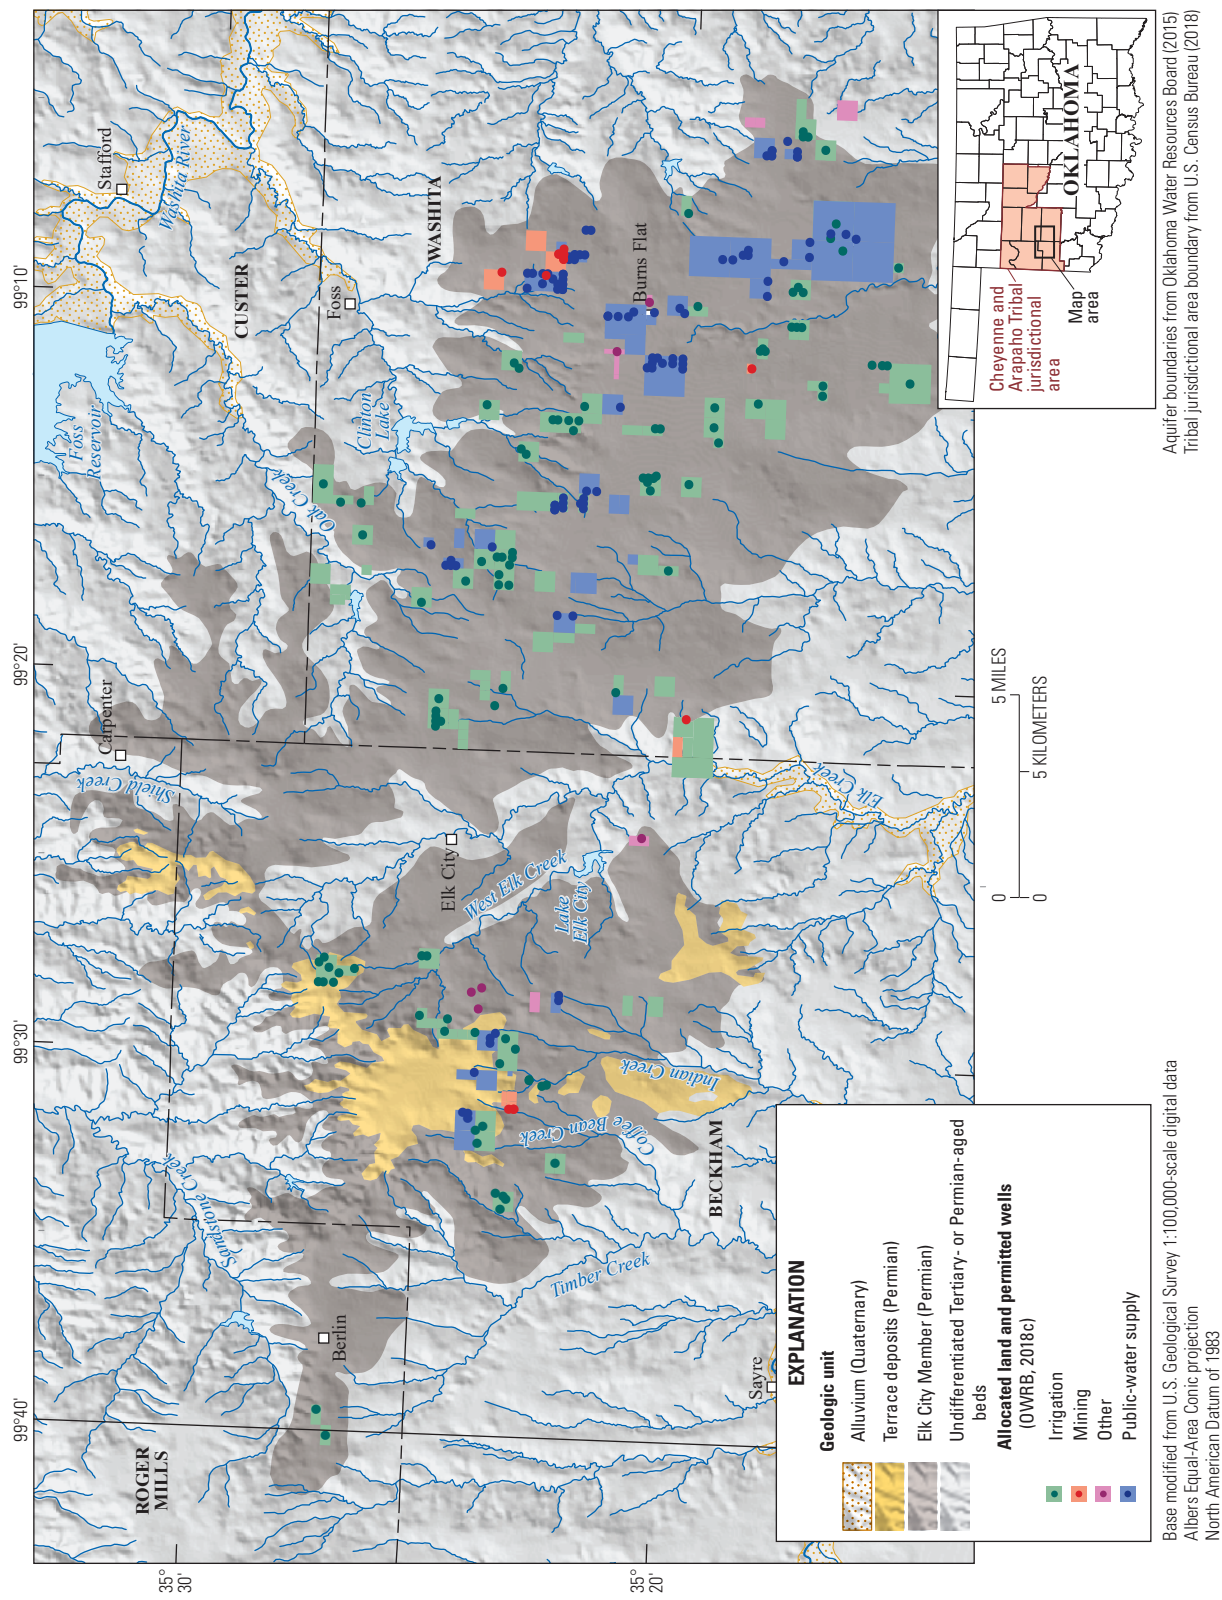 99°40'
99°30'
99°20'
99°10'
35°
30'
35°
20'
ROGER
MILLS
CUSTER
WASHITA
BECKHAM
Stafford
Washita River
Foss
Reservoir
Foss
Clinton
Lake
Oak Creek
Carpenter
Shield Creek
Elk City
West Elk Creek
Lake
Elk City
Elk Creek
Burns Flat
Indian Creek
Coffee Bean Creek
Timber Creek
Sandstone Creek
Berlin
Sayre
EXPLANATION
Geologic unit
Alluvium (Quaternary)
Terrace deposits (Permian)
Elk City Member (Permian)
Undifferentiated Tertiary- or Permian-aged
beds
Allocated land and permitted wells
(OWRB, 2018c)
Irrigation
Mining
Other
Public-water supply
0 5 MILES
0 5 KILOMETERS
OKLAHOMA
Cheyenne and
Arapaho Tribal
jurisdictional
area
Map
area
Base modified from U.S. Geological Survey 1:100,000-scale digital data
Albers Equal-Area Conic projection
North American Datum of 1983
Aquifer boundaries from Oklahoma Water Resources Board (2015)
Tribal jurisdictional area boundary from U.S. Census Bureau (2018)